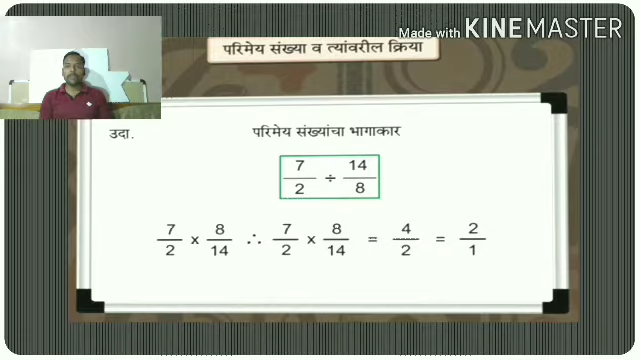 Made with KINEMASTER
परिमेय संख्या व त्यांवरील क्रिया
उदा. परिमेय संख्यांचा भागाकार
7/2 ÷ 14/8
7/2 x 8/14 ∴ 7/2 x 8/14 = 4/2 = 2/1